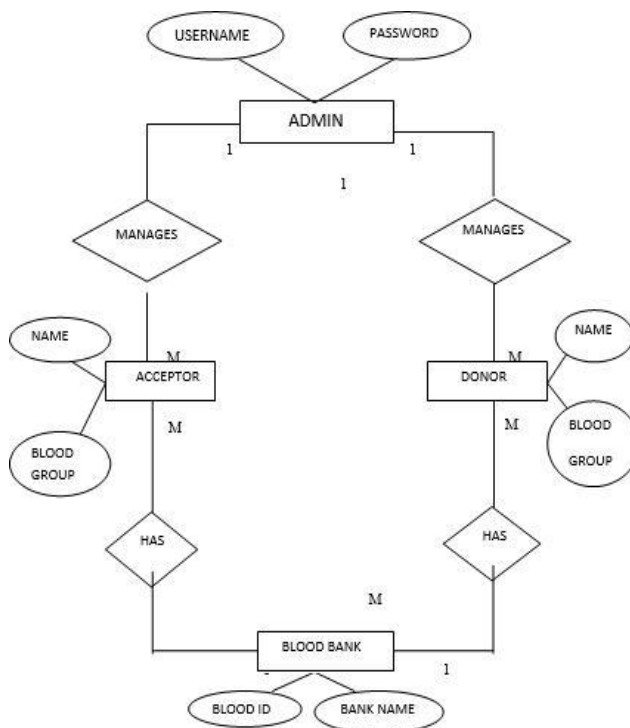 USERNAME
PASSWORD
ADMIN
1
1
1
MANAGES
MANAGES
NAME
NAME
M
M
ACCEPTOR
DONOR
M
M
BLOOD
GROUP
BLOOD
GROUP
HAS
HAS
M
BLOOD BANK
1
BLOOD ID
BANK NAME